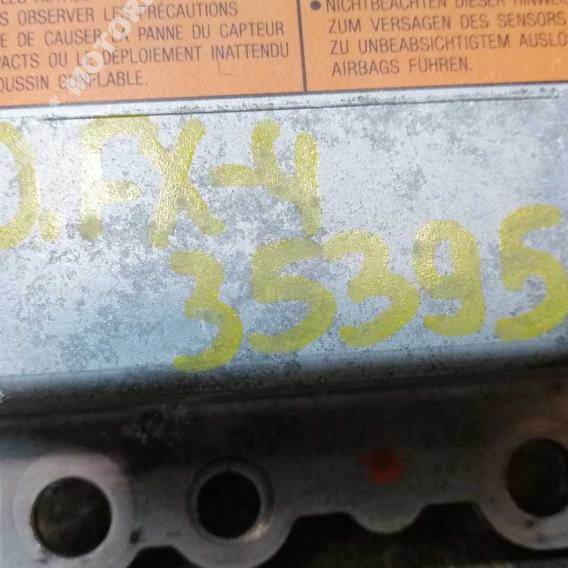 S OBSERVER LES PRÉCAUTIONS
E DE CAUSER LA PANNE DU CAPTEUR
PACTS OU LE DÉPLOIEMENT INATTENDU
OUSSIN GONFLABLE.
NICHTBEACHTEN DIESER HINWEI
ZUM VERSAGEN DES SENSORS
ZU UNBEABSICHTIGTEM AUSLÖS
AIRBAGS FÜHREN.
D.FX-4
35395